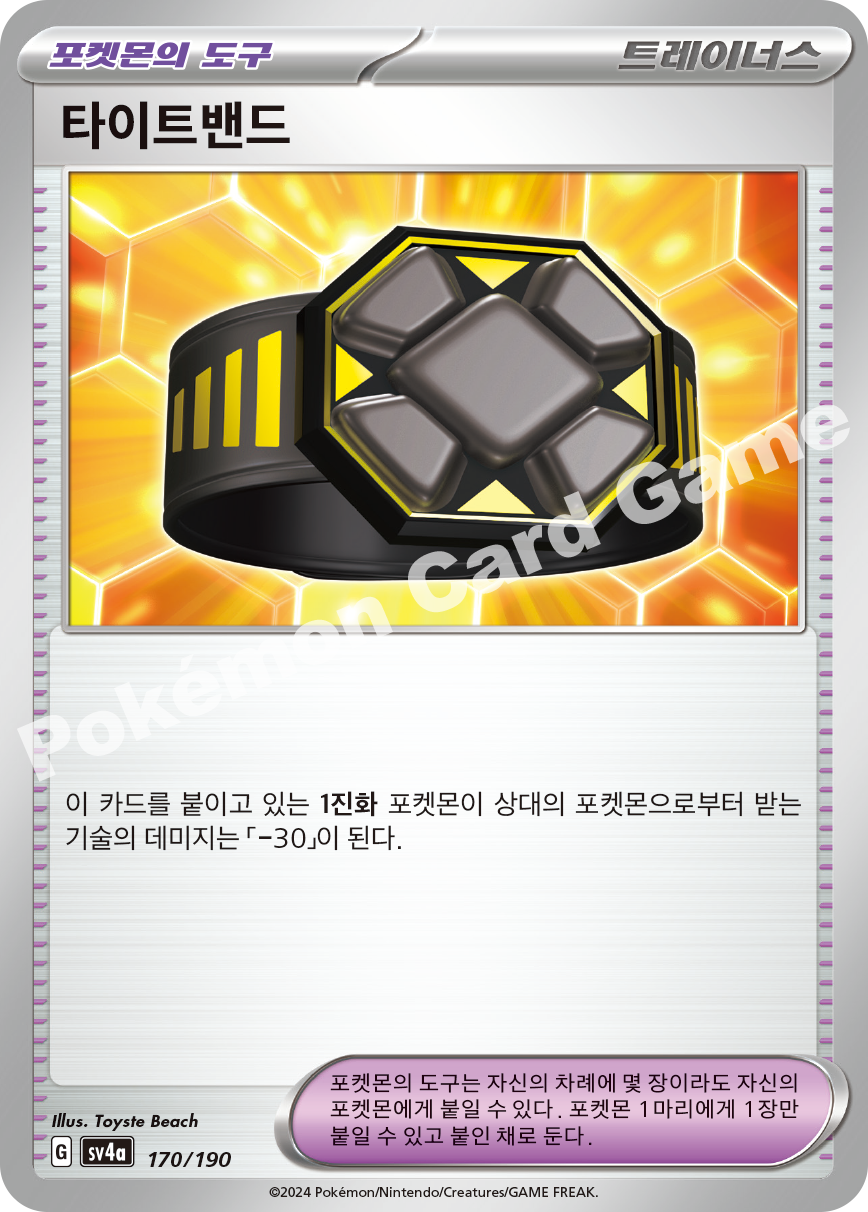 포켓몬의 도구
트레이너스
타이트밴드
Pokémon Card Game
이 카드를 붙이고 있는 1진화 포켓몬이 상대의 포켓몬으로부터 받는
기술의 데미지는 「-30」이 된다.
포켓몬의 도구는 자신의 차례에 몇 장이라도 자신의
포켓몬에게 붙일 수 있다. 포켓몬 1마리에게 1장만
붙일 수 있고 붙인 채로 둔다.
Illus. Toyste Beach
G sv4a 170/190
©2024 Pokémon/Nintendo/Creatures/GAME FREAK.